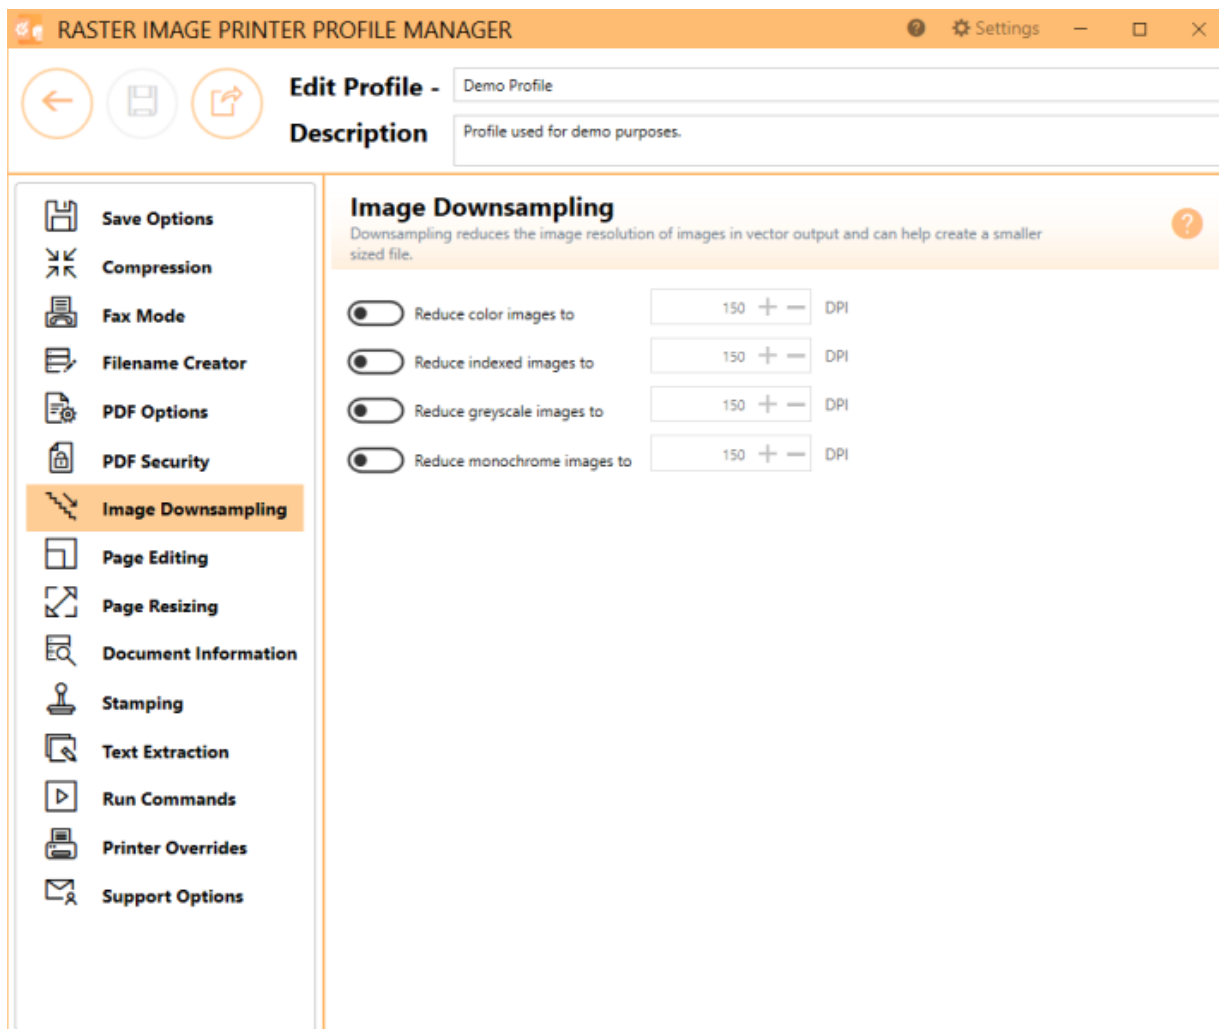 RASTER IMAGE PRINTER PROFILE MANAGER
? Settings
Edit Profile - Demo Profile
Description Profile used for demo purposes.
Save Options
Compression
Fax Mode
Filename Creator
PDF Options
PDF Security
Image Downsampling
Page Editing
Page Resizing
Document Information
Stamping
Text Extraction
Run Commands
Printer Overrides
Support Options
Image Downsampling
Downsampling reduces the image resolution of images in vector output and can help create a smaller
sized file.
?
Reduce color images to 150 DPI
Reduce indexed images to 150 DPI
Reduce greyscale images to 150 DPI
Reduce monochrome images to 150 DPI